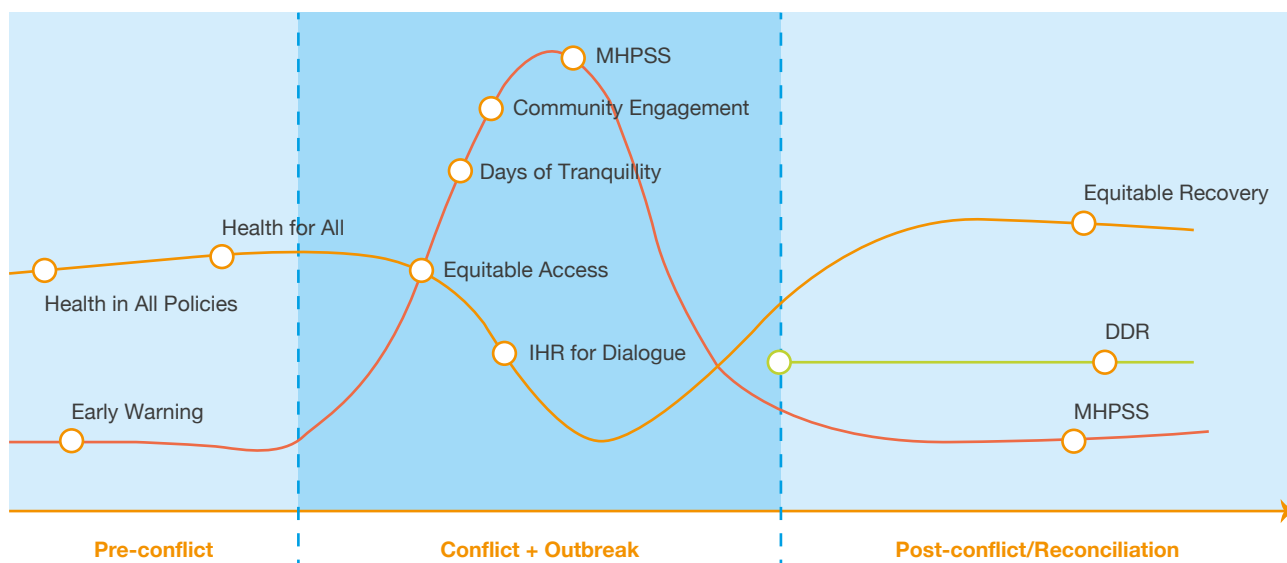 MHPSS
Community Engagement
Days of Tranquillity
Equitable Recovery
Health for All
Equitable Access
Health in All Policies
DDR
IHR for Dialogue
Early Warning
MHPSS
Pre-conflict
Conflict + Outbreak
Post-conflict/Reconciliation